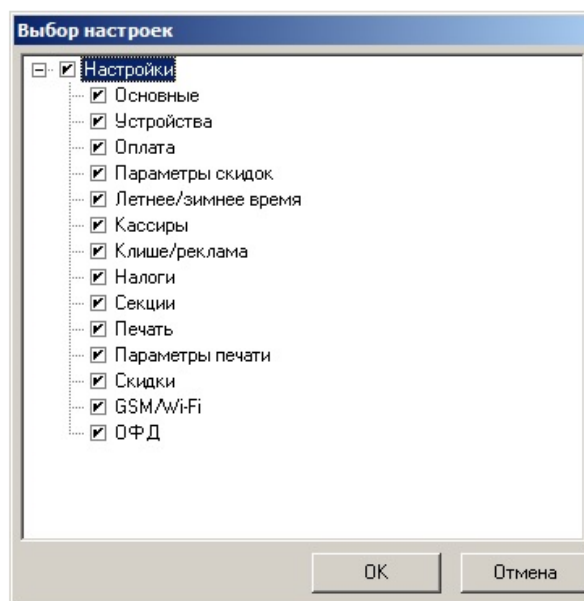 Выбор настроек
Настройки
Основные
Устройства
Оплата
Параметры скидок
Летнее/зимнее время
Кассиры
Клише/реклама
Налоги
Секции
Печать
Параметры печати
Скидки
GSM/Wi-Fi
ОФД
OK
Отмена